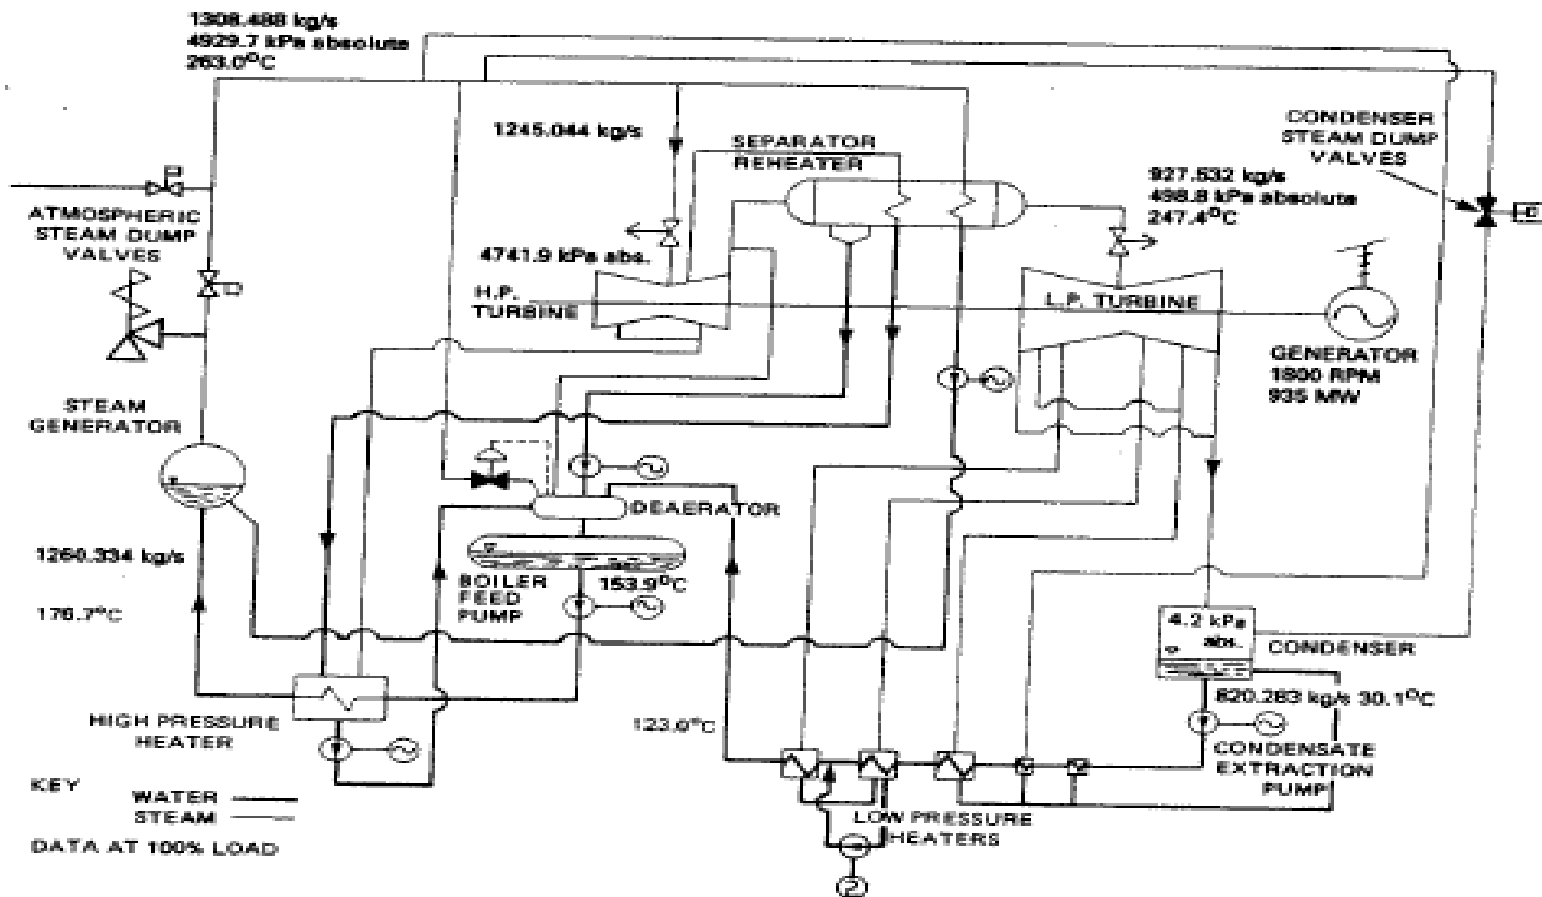 1308.488 kg/s
4929.7 kPa absolute
263.0°C
1245.044 kg/s
SEPARATOR
REHEATER
CONDENSER
STEAM DUMP
VALVES
927.532 kg/s
498.8 kPa absolute
247.4°C
ATMOSPHERIC
STEAM DUMP
VALVES
4741.9 kPa abs.
H.P.
TURBINE
L.P. TURBINE
GENERATOR
1800 RPM
935 MW
STEAM
GENERATOR
DEAERATOR
1260.334 kg/s
BOILER
FEED
PUMP
153.9°C
176.7°C
4.2 kPa
abs.
CONDENSER
HIGH PRESSURE
HEATER
123.0°C
820.283 kg/s 30.1°C
CONDENSATE
EXTRACTION
PUMP
KEY
WATER
STEAM
LOW PRESSURE
HEATERS
DATA AT 100% LOAD